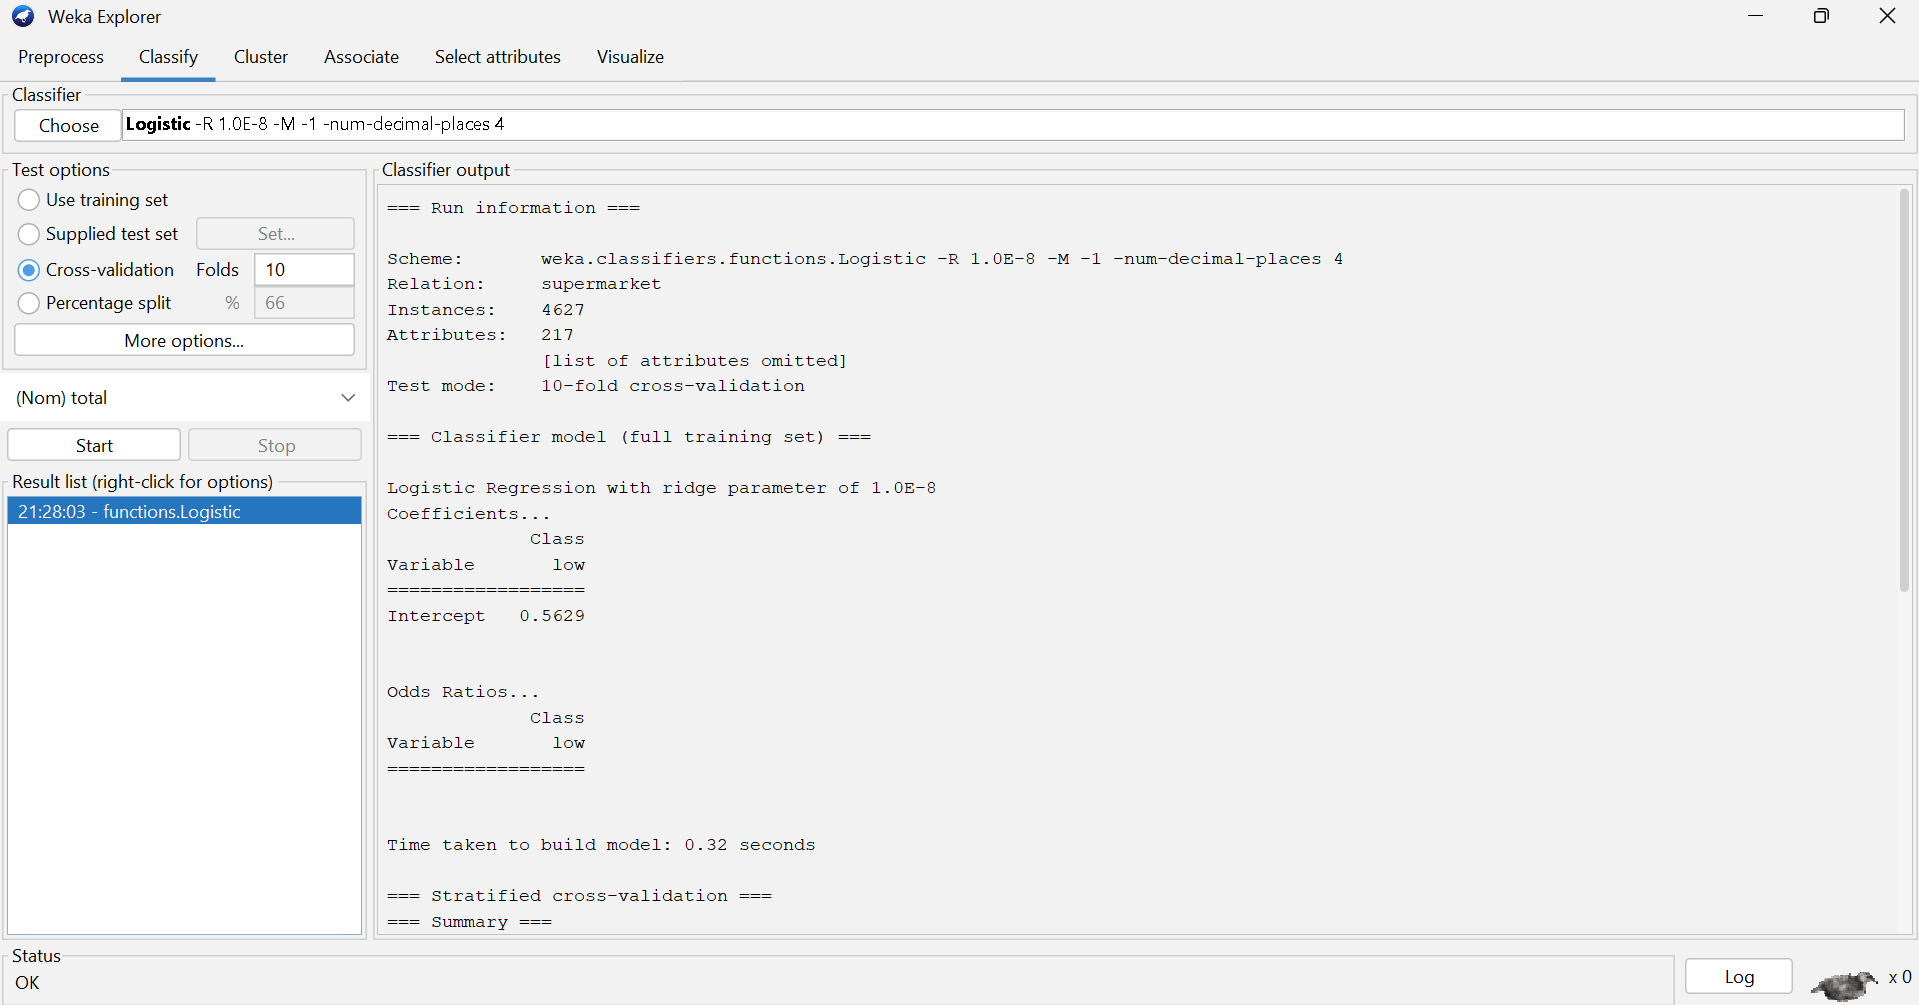 Weka Explorer
Preprocess Classify Cluster Associate Select attributes Visualize
Classifier
Choose Logistic -R 1.0E-8 -M -1 -num-decimal-places 4
Test options
Use training set
Supplied test set Set...
Cross-validation Folds 10
Percentage split % 66
More options...
(Nom) total
Start Stop
Result list (right-click for options)
21:28:03 - functions.Logistic
Classifier output
=== Run information ===
Scheme: weka.classifiers.functions.Logistic -R 1.0E-8 -M -1 -num-decimal-places 4
Relation: supermarket
Instances: 4627
Attributes: 217
[list of attributes omitted]
Test mode: 10-fold cross-validation
=== Classifier model (full training set) ===
Logistic Regression with ridge parameter of 1.0E-8
Coefficients...
Class
Variable low
==================
Intercept 0.5629
Odds Ratios...
Class
Variable low
==================
Time taken to build model: 0.32 seconds
=== Stratified cross-validation ===
=== Summary ===
Status
OK
Log x 0